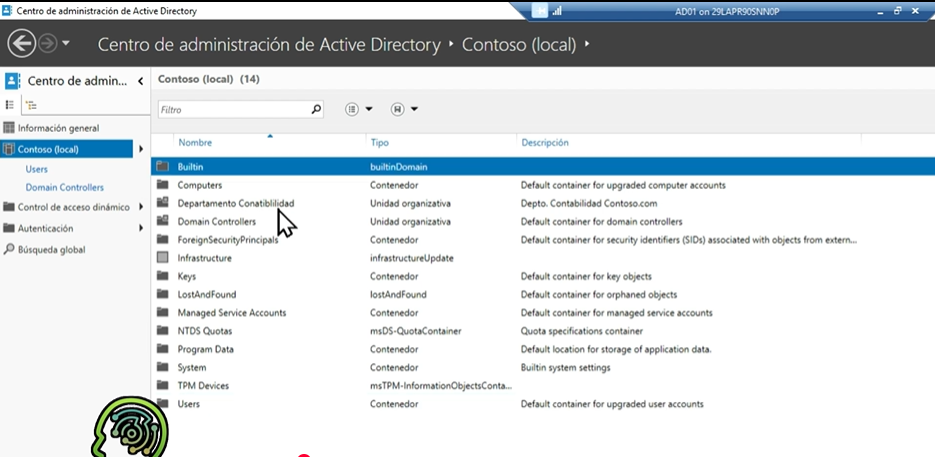 Centro de administración de Active Directory
AD01 on 29LAPR90SNN0P
Centro de administración de Active Directory Contoso (local)
Centro de admin...
Contoso (local) (14)
Filtro
Información general
Contoso (local)
Users
Domain Controllers
Control de acceso dinámico
Autenticación
Búsqueda global
Nombre Tipo Descripción
Builtin builtinDomain
Computers Contenedor Default container for upgraded computer accounts
Departamento Conatiblilidad Unidad organizativa Depto. Contabilidad Contoso.com
Domain Controllers Unidad organizativa Default container for domain controllers
ForeignSecurityPrincipals Contenedor Default container for security identifiers (SIDs) associated with objects from extern...
Infrastructure infrastructureUpdate
Keys Contenedor Default container for key objects
LostAndFound lostAndFound Default container for orphaned objects
Managed Service Accounts Contenedor Default container for managed service accounts
NTDS Quotas msDS-QuotaContainer Quota specifications container
Program Data Contenedor Default location for storage of application data.
System Contenedor Builtin system settings
TPM Devices msTPM-InformationObjectsConta...
Users Contenedor Default container for upgraded user accounts